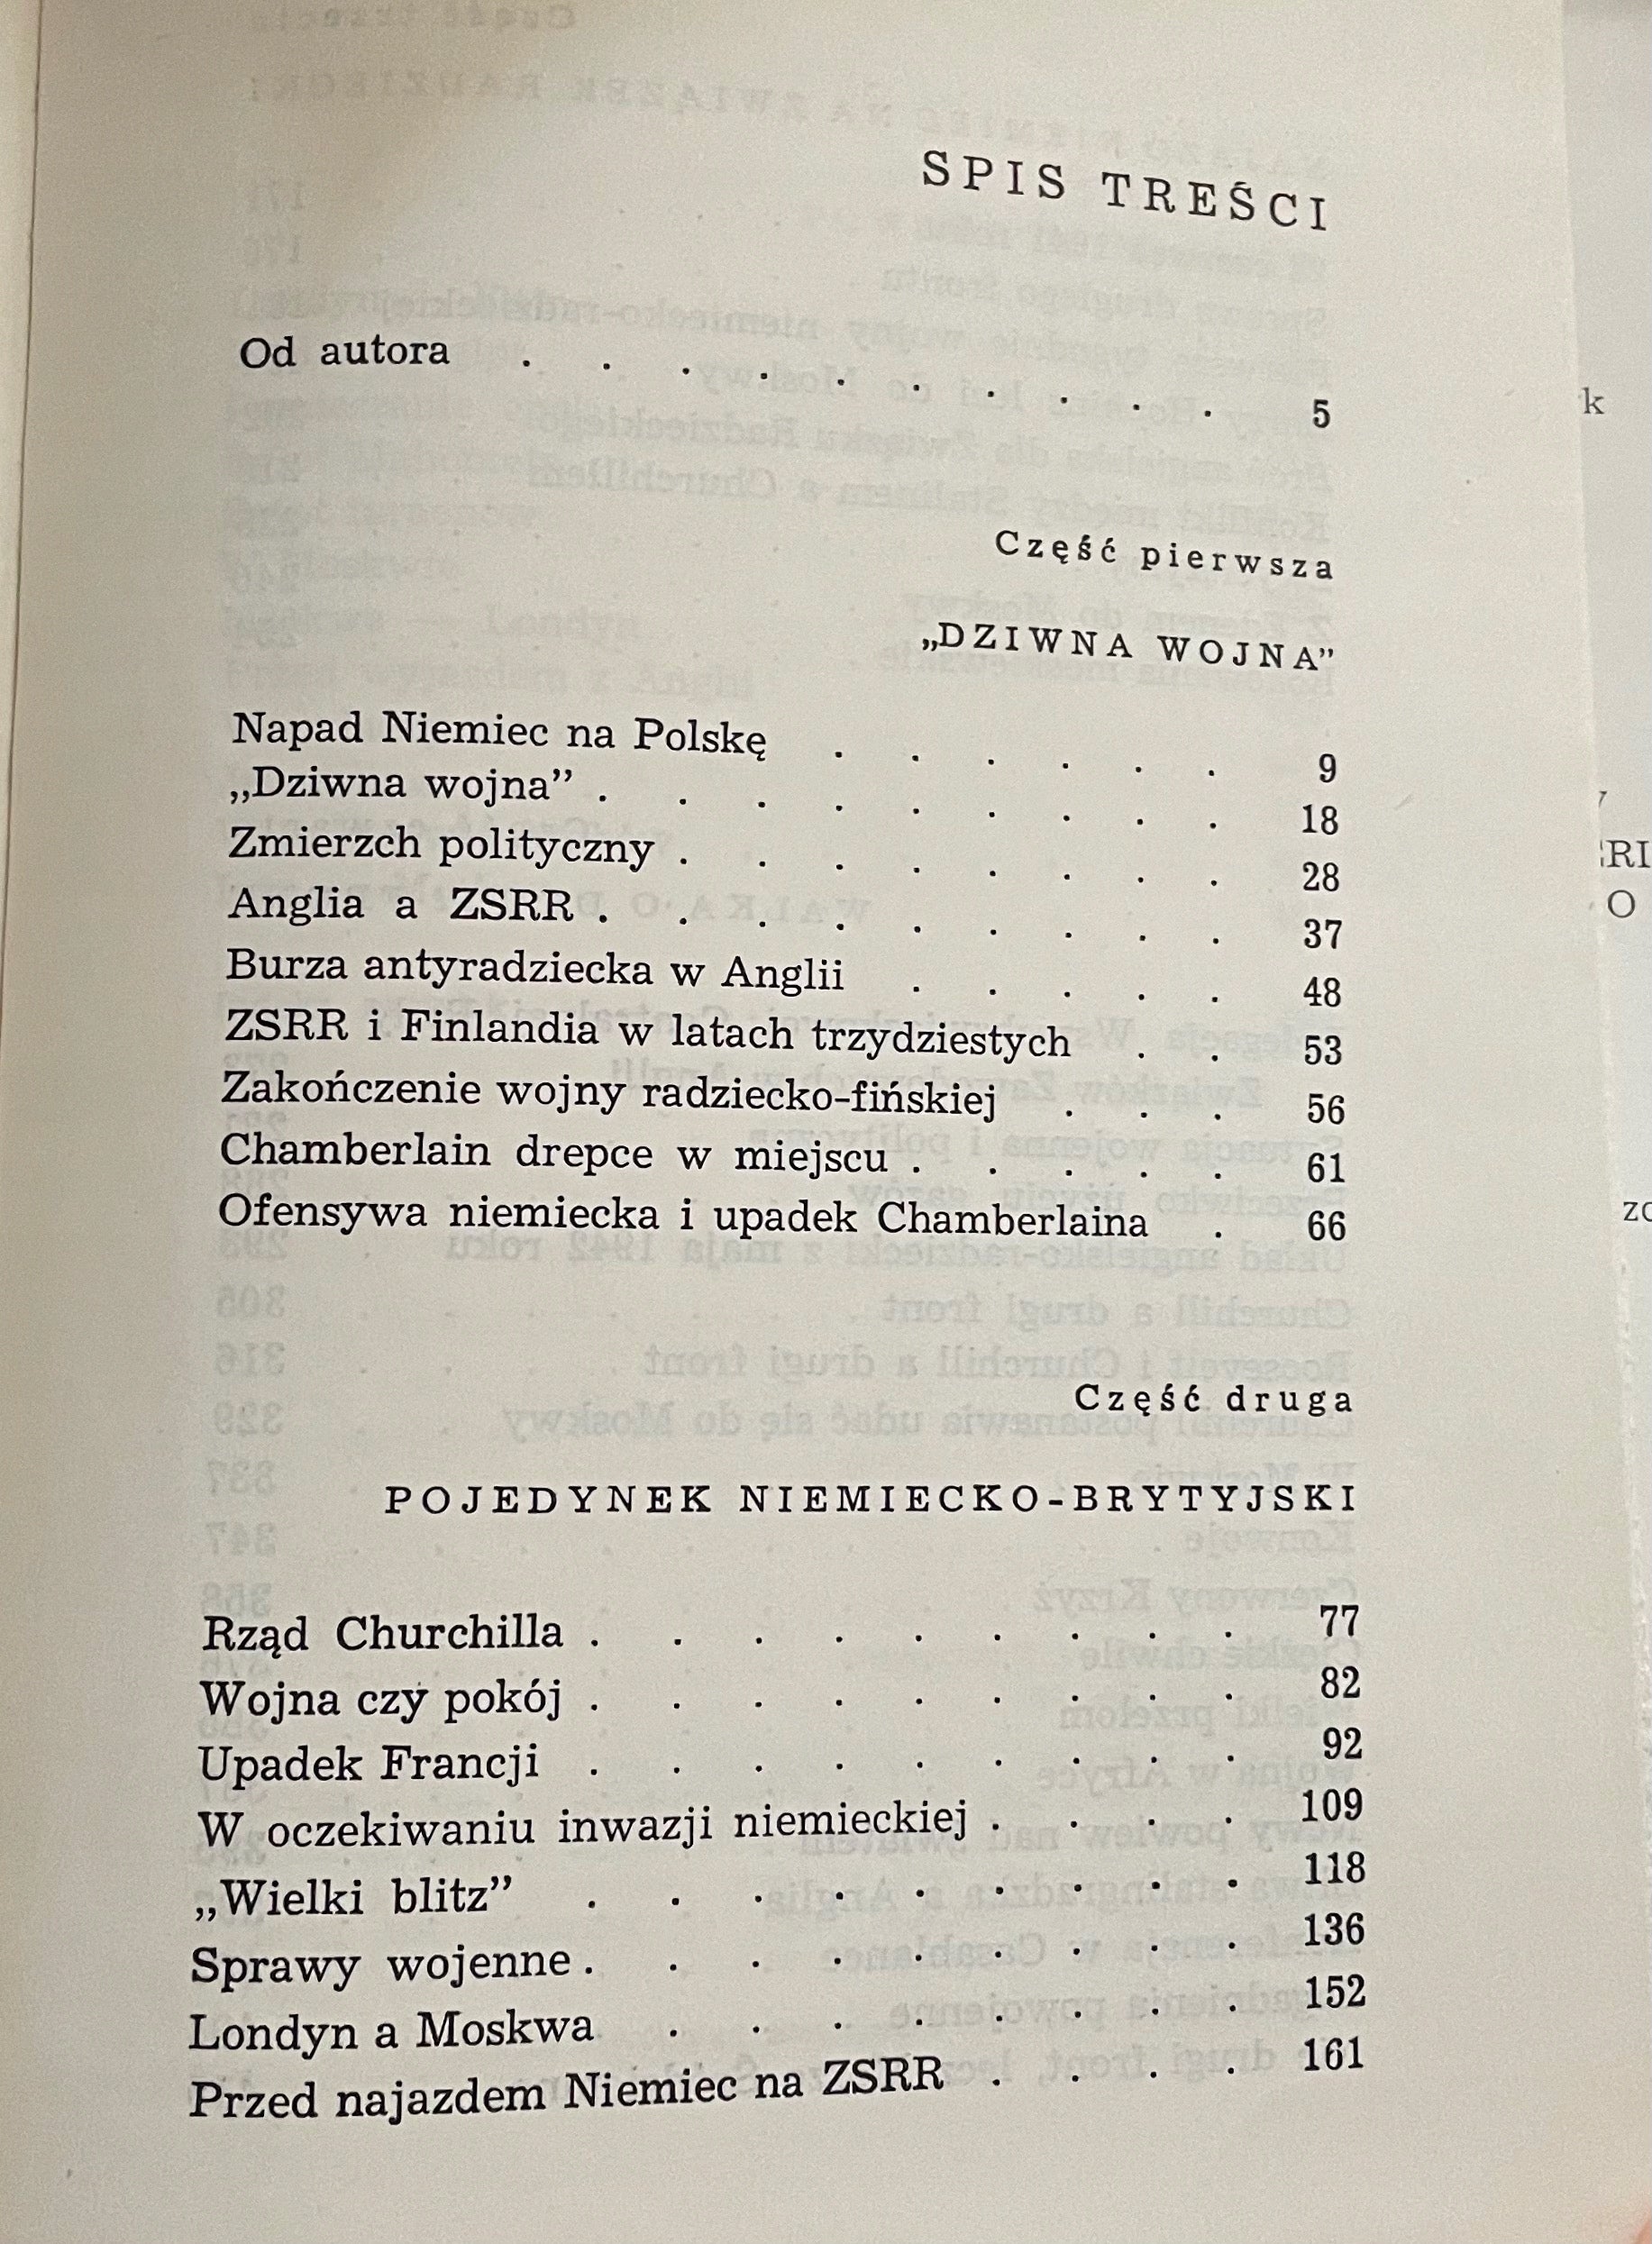 SPIS TREŚCI
Od autora . . . . . . . . . . 5
Część pierwsza
„DZIWNA WOJNA”
Napad Niemiec na Polskę . . . . . . 9
„Dziwna wojna” . . . . . . . . . 18
Zmierzch polityczny . . . . . . . . 28
Anglia a ZSRR . . . . . . . . . 37
Burza antyradziecka w Anglii . . . . . 48
ZSRR i Finlandia w latach trzydziestych . . 53
Zakończenie wojny radziecko-fińskiej . . . 56
Chamberlain drepce w miejscu . . . . . 61
Ofensywa niemiecka i upadek Chamberlaina . 66
Część druga
POJEDYNEK NIEMIECKO-BRYTYJSKI
Rząd Churchilla . . . . . . . . . 77
Wojna czy pokój . . . . . . . . . 82
Upadek Francji . . . . . . . . . 92
W oczekiwaniu inwazji niemieckiej . . . . 109
„Wielki blitz” . . . . . . . . . 118
Sprawy wojenne . . . . . . . . . 136
Londyn a Moskwa . . . . . . . . 152
Przed najazdem Niemiec na ZSRR . . . . 161